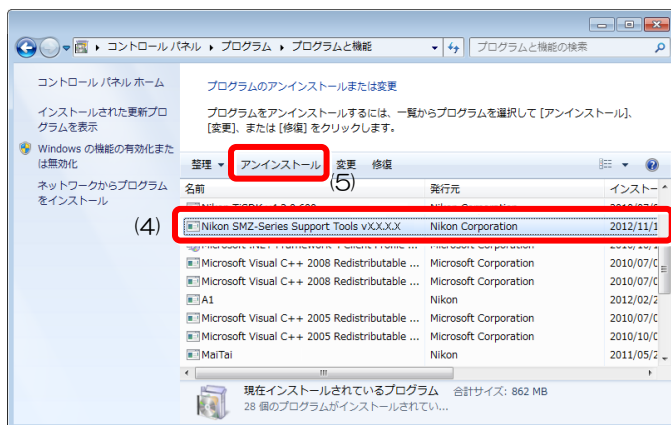 コントロール パネル ▸ プログラム ▸ プログラムと機能
プログラムと機能の検索
コントロール パネル ホーム
インストールされた更新プログラムを表示
Windows の機能の有効化または無効化
ネットワークからプログラムをインストール
プログラムのアンインストールまたは変更
プログラムをアンインストールするには、一覧からプログラムを選択して [アンインストール]、
[変更]、または [修復] をクリックします。
整理 アンインストール 変更 修復
(5)
名前 発行元 インストー
(4)
Nikon SMZ-Series Support Tools vX.X.X.X Nikon Corporation 2012/11/1
Microsoft Visual C++ 2008 Redistributable ... Microsoft Corporation 2010/07/0
Microsoft Visual C++ 2008 Redistributable ... Microsoft Corporation 2010/07/0
A1 Nikon 2012/02/2
Microsoft Visual C++ 2005 Redistributable ... Microsoft Corporation 2010/07/0
Microsoft Visual C++ 2005 Redistributable ... Microsoft Corporation 2010/10/0
MaiTai Nikon 2011/05/2
現在インストールされているプログラム 合計サイズ: 862 MB
28 個のプログラムがインストールされてい...